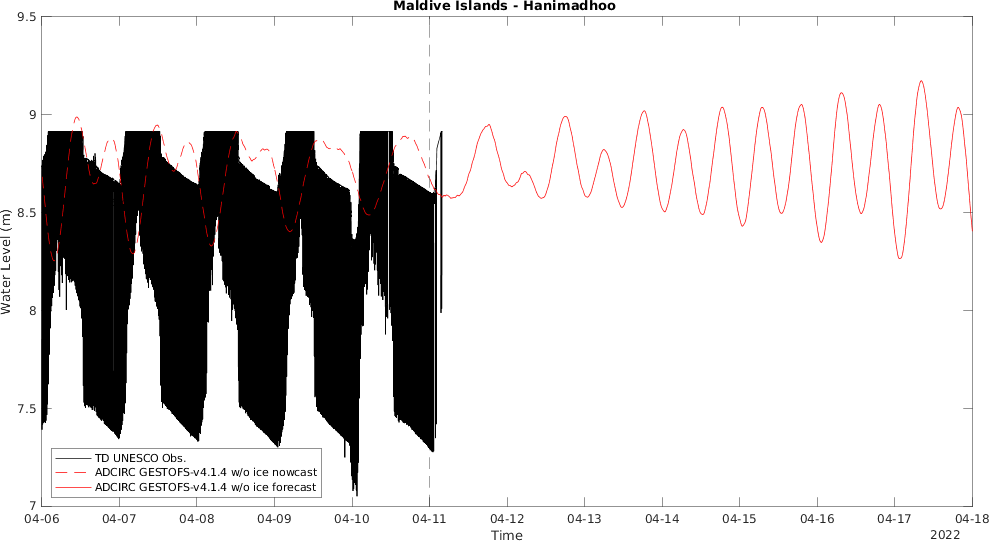 Maldive Islands - Hanimadhoo
9.5
9
8.5
8
7.5
7
Water Level (m)
TD UNESCO Obs.
ADCIRC GESTOFS-v4.1.4 w/o ice nowcast
ADCIRC GESTOFS-v4.1.4 w/o ice forecast
04-06 04-07 04-08 04-09 04-10 04-11 04-12 04-13 04-14 04-15 04-16 04-17 04-18
Time
2022